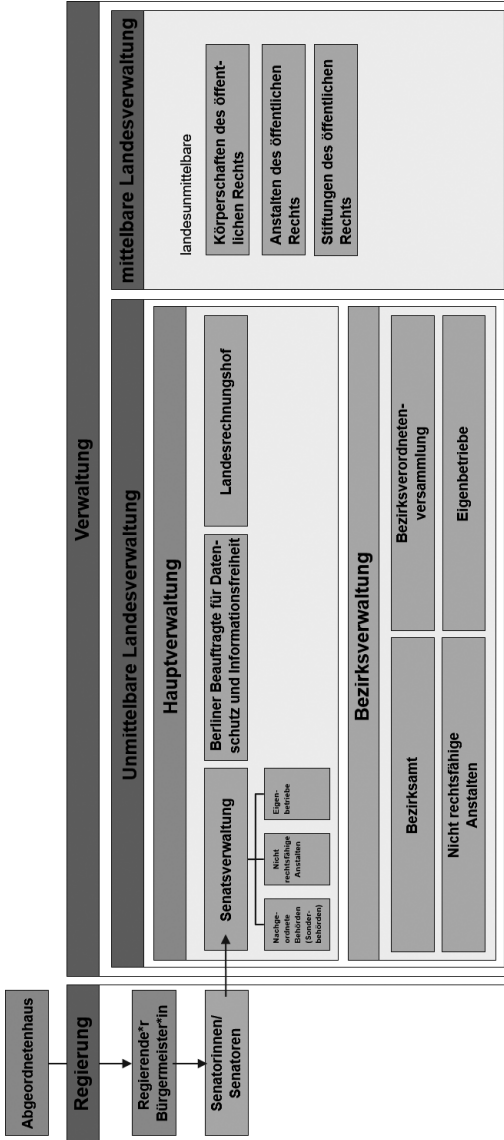 Abgeordnetenhaus
Regierung
Regierende*r
Bürgermeister*in
Senatorinnen/
Senatoren
Verwaltung
Unmittelbare Landesverwaltung
Hauptverwaltung
Senatsverwaltung
Nachge-
ordnete
Behörden
(Sonder-
behörden)
Nicht
rechtsfähige
Anstalten
Eigen-
betriebe
Berliner Beauftragte für Daten-
schutz und Informationsfreiheit
Landesrechnungshof
Bezirksverwaltung
Bezirksamt
Bezirksverordneten-
versammlung
Nicht rechtsfähige
Anstalten
Eigenbetriebe
mittelbare Landesverwaltung
landesunmittelbare
Körperschaften des öffent-
lichen Rechts
Anstalten des öffentlichen
Rechts
Stiftungen des öffentlichen
Rechts